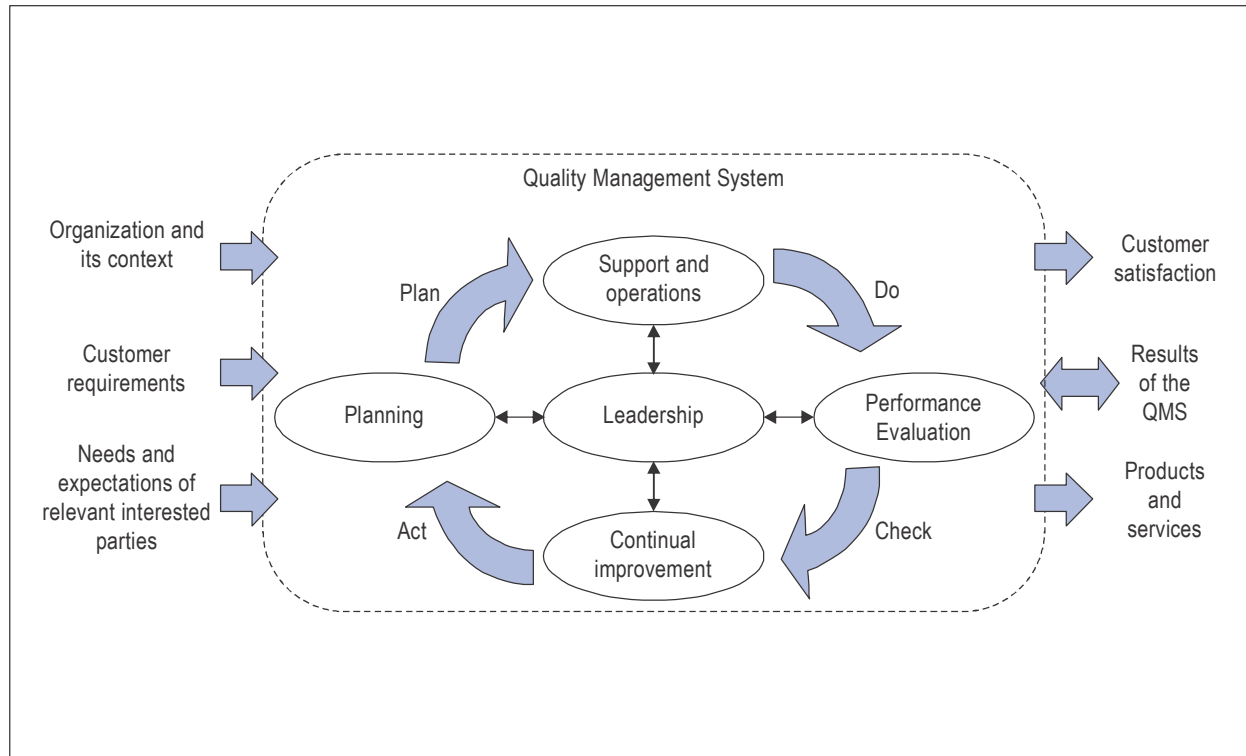 Quality Management System
Organization and
its context
Customer
requirements
Needs and
expectations of
relevant interested
parties
Plan
Support and
operations
Do
Planning
Leadership
Performance
Evaluation
Act
Continual
improvement
Check
Customer
satisfaction
Results
of the
QMS
Products
and
services